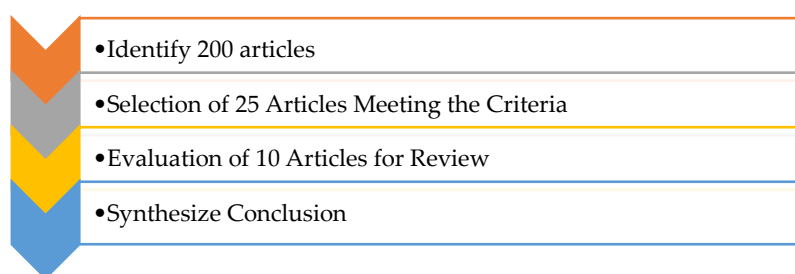 •Identify 200 articles
•Selection of 25 Articles Meeting the Criteria
•Evaluation of 10 Articles for Review
•Synthesize Conclusion